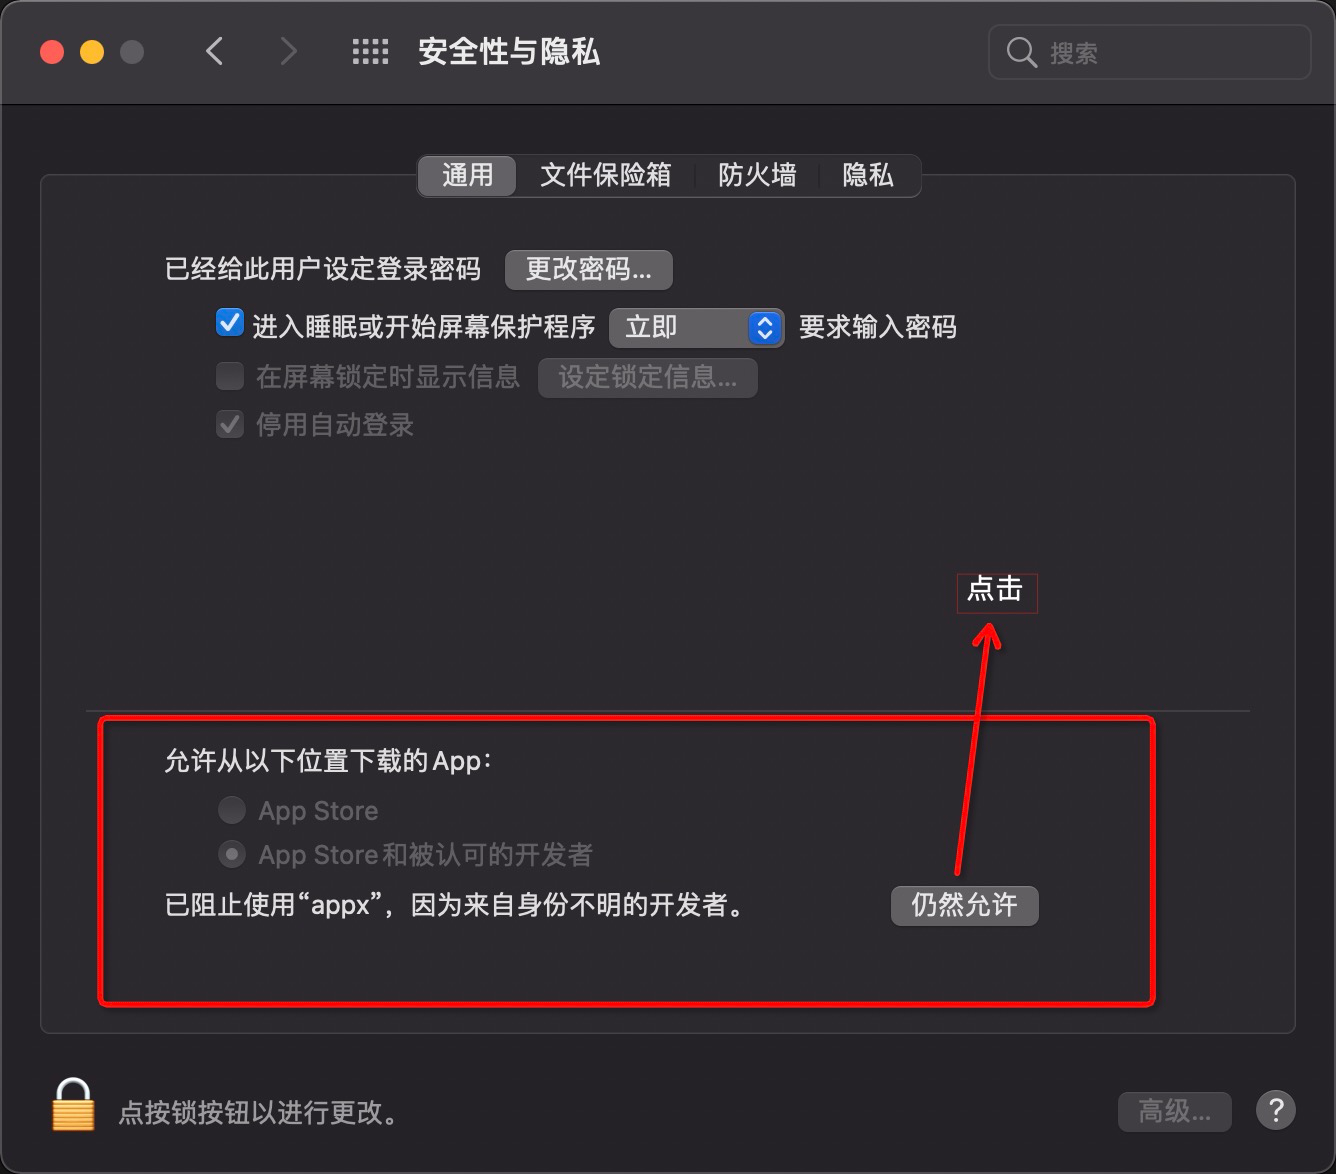 安全性与隐私
搜索
通用 文件保险箱 防火墙 隐私
已经给此用户设定登录密码 更改密码...
进入睡眠或开始屏幕保护程序 立即 要求输入密码
在屏幕锁定时显示信息 设定锁定信息...
停用自动登录
点击
允许从以下位置下载的App：
App Store
App Store和被认可的开发者
已阻止使用“appx”，因为来自身份不明的开发者。 仍然允许
点按锁按钮以进行更改。
高级... ?